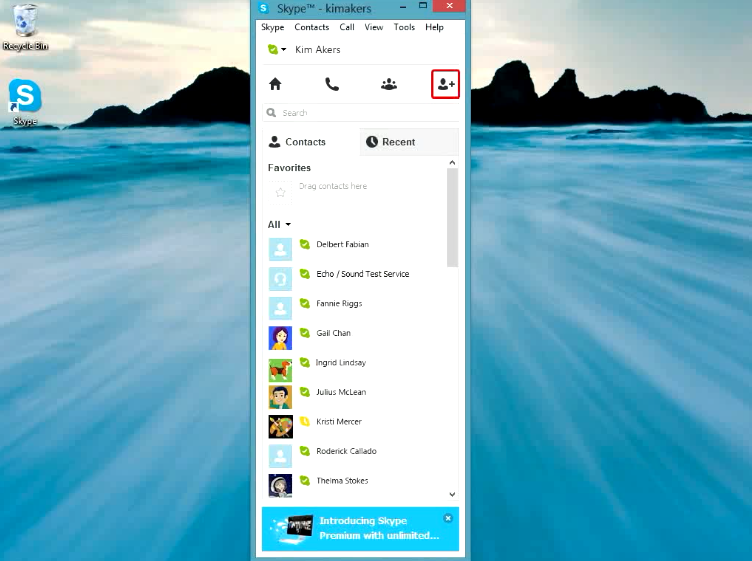 Skype™ - kimakers
Skype Contacts Call View Tools Help
Recycle Bin
Kim Akers
Skype
Search
Contacts
Recent
Favorites
Drag contacts here
All
Delbert Fabian
Echo / Sound Test Service
Fannie Riggs
Gail Chan
Ingrid Lindsay
Julius McLean
Kristi Mercer
Roderick Callado
Thelma Stokes
Introducing Skype
Premium with unlimited...